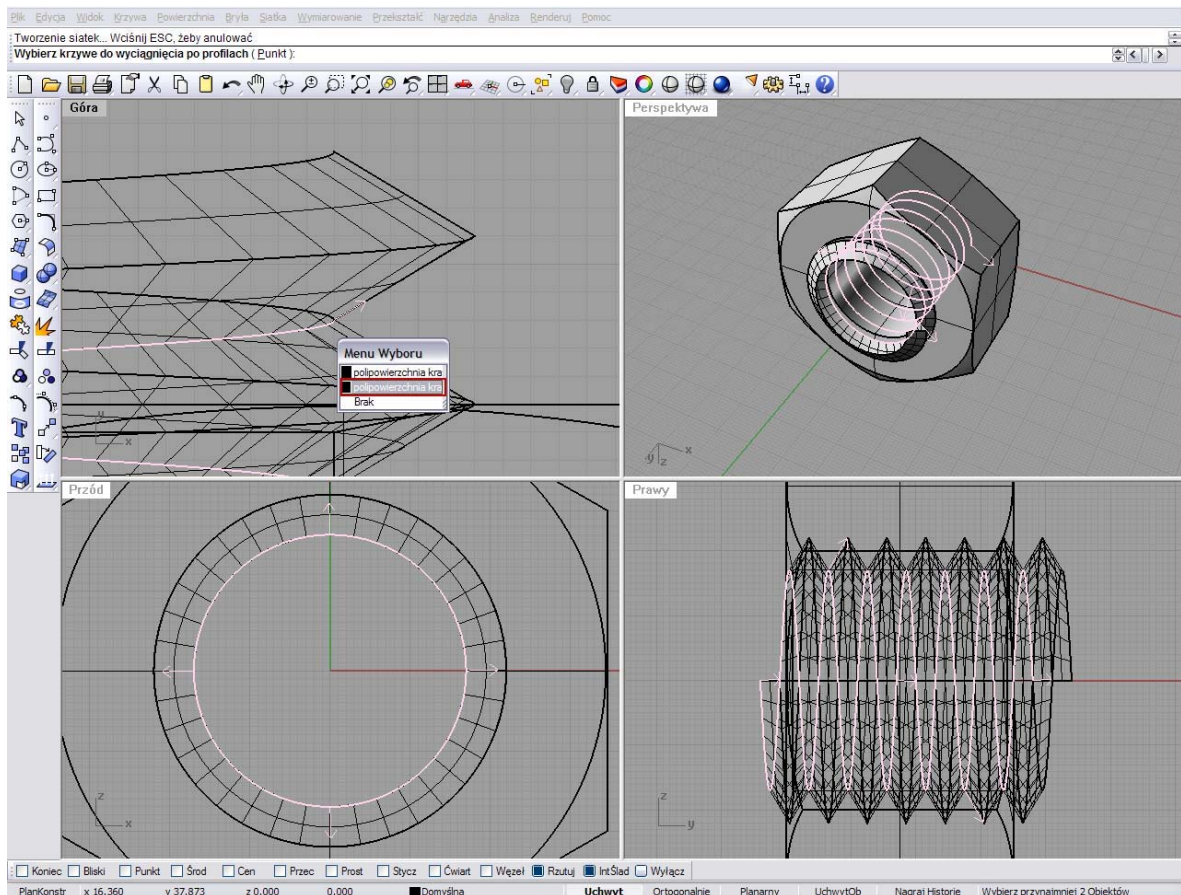 Plik Edycja Widok Krzywa Powierzchnia Bryła Siatka Wymiarowanie Przekształć Narzędzia Analiza Renderuj Pomoc
Tworzenie siatek... Wciśnij ESC, żeby anulować
Wybierz krzywe do wyciągnięcia po profilach ( Punkt ):
Góra
Perspektywa
Menu Wyboru
polipowierzchnia kra
polipowierzchnia kra
Brak
y
x
x
y
z
Przód
Prawy
z
x
z
y
Koniec Bliski Punkt Środ Cen Przec Prost Stycz Ćwiart Węzeł Rzutuj IntŚlad Wyłącz
PlanKonstr x 16.360 y 37.873 z 0.000 0.000 Domyślna Uchwyt Ortogonalnie Planarny UchwytOb Nagraj Historię Wybierz przynajmniej 2 Obiektów